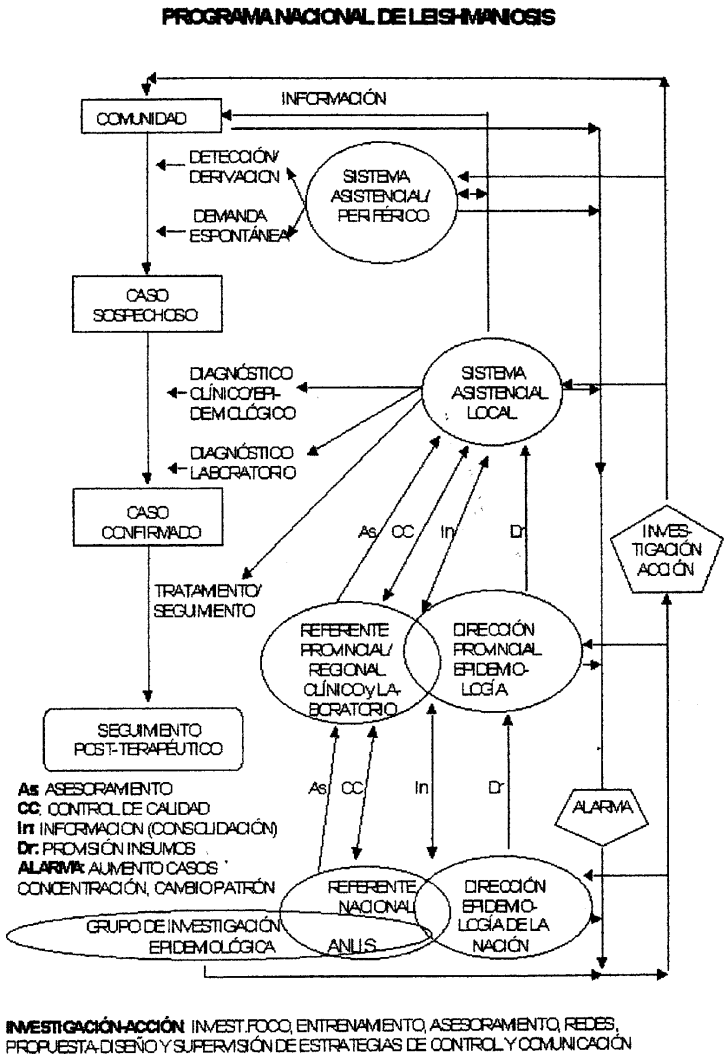 PROGRAMA NACIONAL DE LEISHMANIOSIS
INFORMACIÓN
COMUNIDAD
DETECCIÓN/
DERIVACION
SISTEMA
ASISTENCIAL/
PERIFÉRICO
DEMANDA
ESPONTÁNEA
CASO
SOSPECHOSO
DIAGNÓSTICO
CLÍNICO/EPI-
DEMIOLÓGICO
SISTEMA
ASISTENCIAL
LOCAL
DIAGNÓSTICO
LABORATORIO
CASO
CONFIRMADO
As CC In Dr
INVES-
TIGACIÓN
ACCIÓN
TRATAMIENTO/
SEGUIMIENTO
REFERENTE
PROVINCIAL/
REGIONAL
CLÍNICO y LA-
BORATORIO
DIRECCIÓN
PROVINCIAL
EPIDEMIO-
LOGÍA
SEGUIMIENTO
POST-TERAPÉUTICO
As: ASESORAMIENTO
CC: CONTROL DE CALIDAD
In: INFORMACION (CONSOLIDACIÓN)
Dr: PROVISIÓN INSUMOS
ALARMA: AUMENTO CASOS
CONCENTRACIÓN, CAMBIO PATRÓN
As CC In Dr
ALARMA
REFERENTE
NACIONAL
ANLIS
DIRECCIÓN
EPIDEMIO-
LOGÍA DE LA
NACIÓN
GRUPO DE INVESTIGACIÓN
EPIDEMIOLÓGICA
INVESTIGACIÓN-ACCIÓN: INVEST.FOCO, ENTRENAMIENTO, ASESORAMIENTO, REDES,
PROPUESTA-DISEÑO Y SUPERVISIÓN DE ESTRATEGIAS DE CONTROL Y COMUNICACIÓN